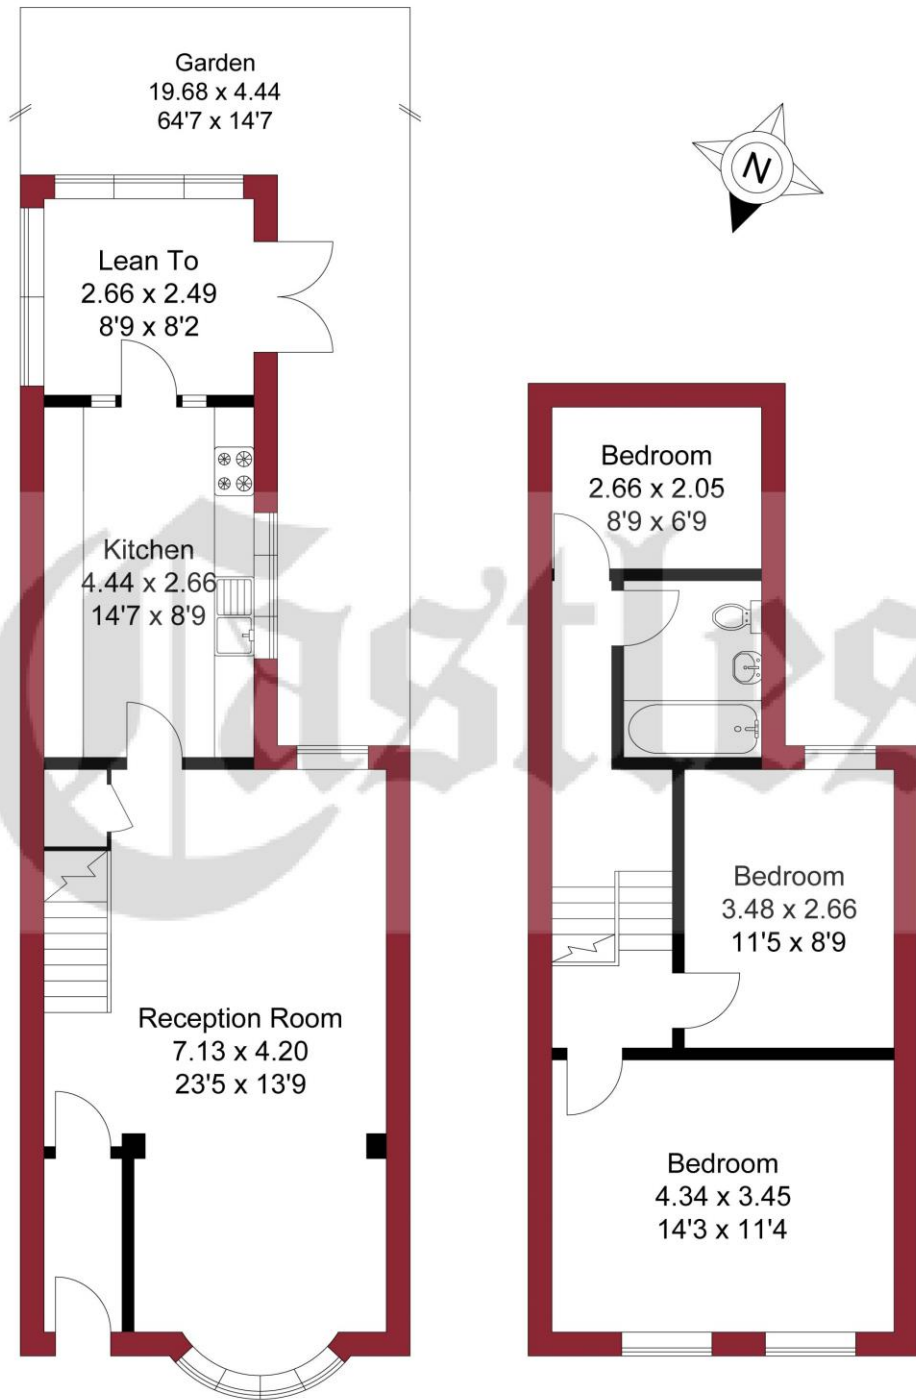 Garden
19.68 x 4.44
64'7 x 14'7
N
Lean To
2.66 x 2.49
8'9 x 8'2
Kitchen
4.44 x 2.66
14'7 x 8'9
Reception Room
7.13 x 4.20
23'5 x 13'9
Bedroom
2.66 x 2.05
8'9 x 6'9
Bedroom
3.48 x 2.66
11'5 x 8'9
Bedroom
4.34 x 3.45
14'3 x 11'4
Castles